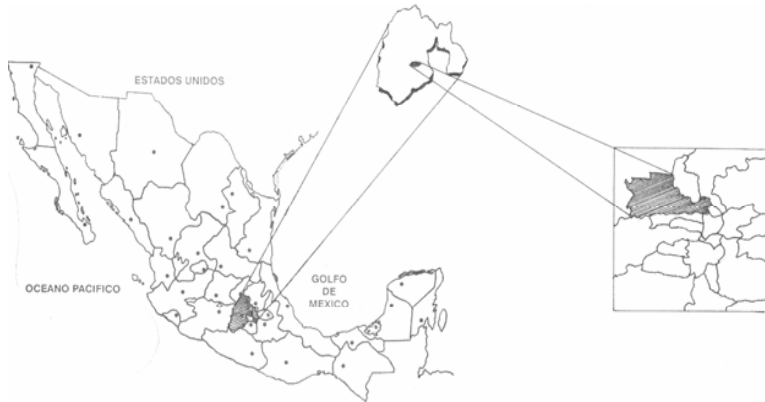 ESTADOS UNIDOS
GOLFO
DE
MEXICO
OCEANO PACIFICO